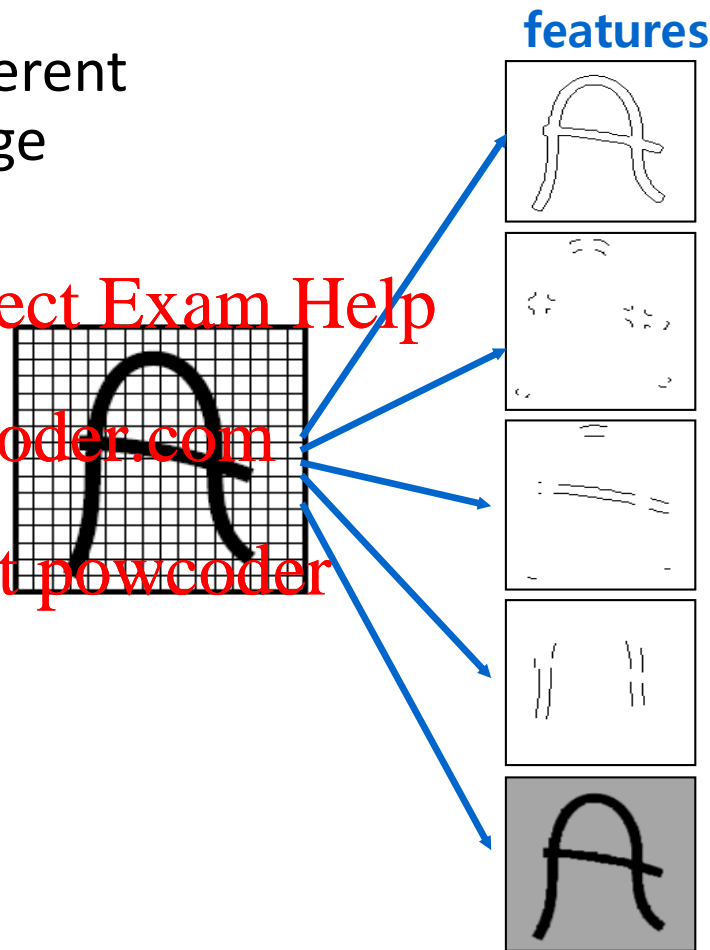 features
erent
ge
ect Exam Help
A
oder.com
t powcoder